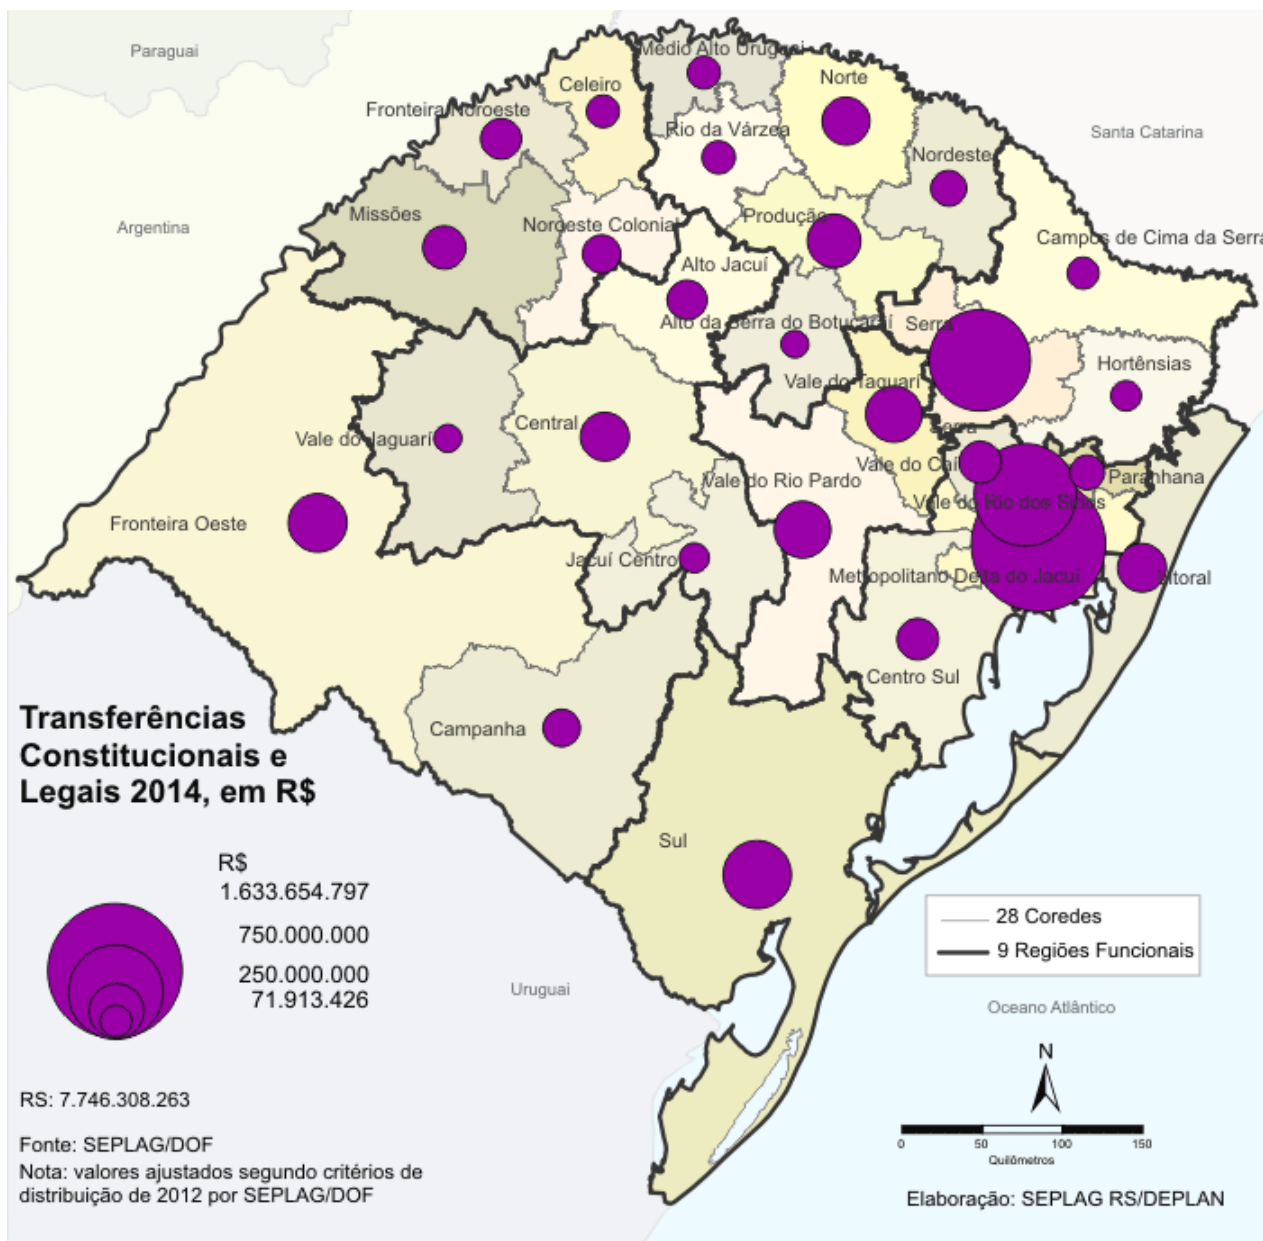 Paraguai
Médio Alto Uruguai
Celeiro
Norte
Fronteira Noroeste
Rio da Várzea
Santa Catarina
Nordeste
Argentina
Missões
Noroeste Colonial
Produção
Campos de Cima da Serra
Alto Jacuí
Alto da Serra do Botucaraí
Serra
Hortênsias
Vale do Taquari
Vale do Jaguari
Central
Serra
Vale do Caí
Paranhana
Vale do Rio Pardo
Vale do Rio dos Sinos
Fronteira Oeste
Jacuí Centro
Metropolitano Delta do Jacuí
Litoral
Centro Sul
Campanha
Sul
Transferências
Constitucionais e
Legais 2014, em R$
R$
1.633.654.797
750.000.000
250.000.000
71.913.426
28 Coredes
9 Regiões Funcionais
Uruguai
Oceano Atlântico
N
0 50 100 150
Quilômetros
RS: 7.746.308.263
Fonte: SEPLAG/DOF
Nota: valores ajustados segundo critérios de
distribuição de 2012 por SEPLAG/DOF
Elaboração: SEPLAG RS/DEPLAN